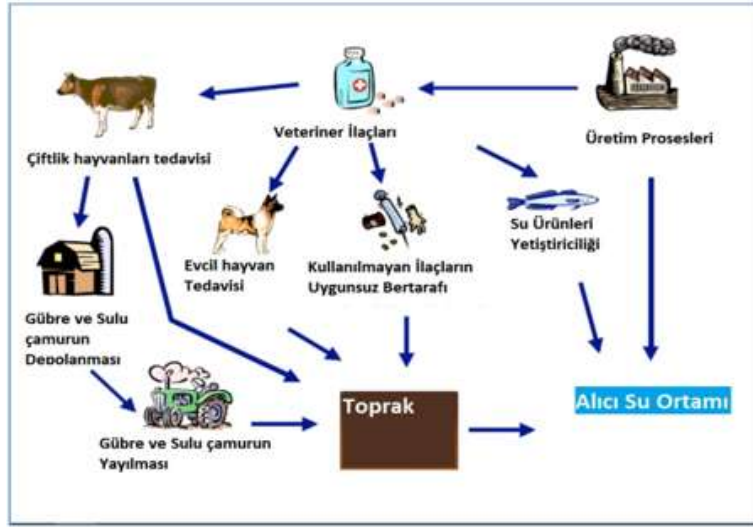 Veteriner İlaçları
Üretim Prosesleri
Çiftlik hayvanları tedavisi
Su Ürünleri
Yetiştiriciliği
Evcil hayvan
Tedavisi
Kullanılmayan İlaçların
Uygunsuz Bertarafı
Gübre ve Sulu
çamurun
Depolanması
Toprak
Alıcı Su Ortamı
Gübre ve Sulu çamurun
Yayılması